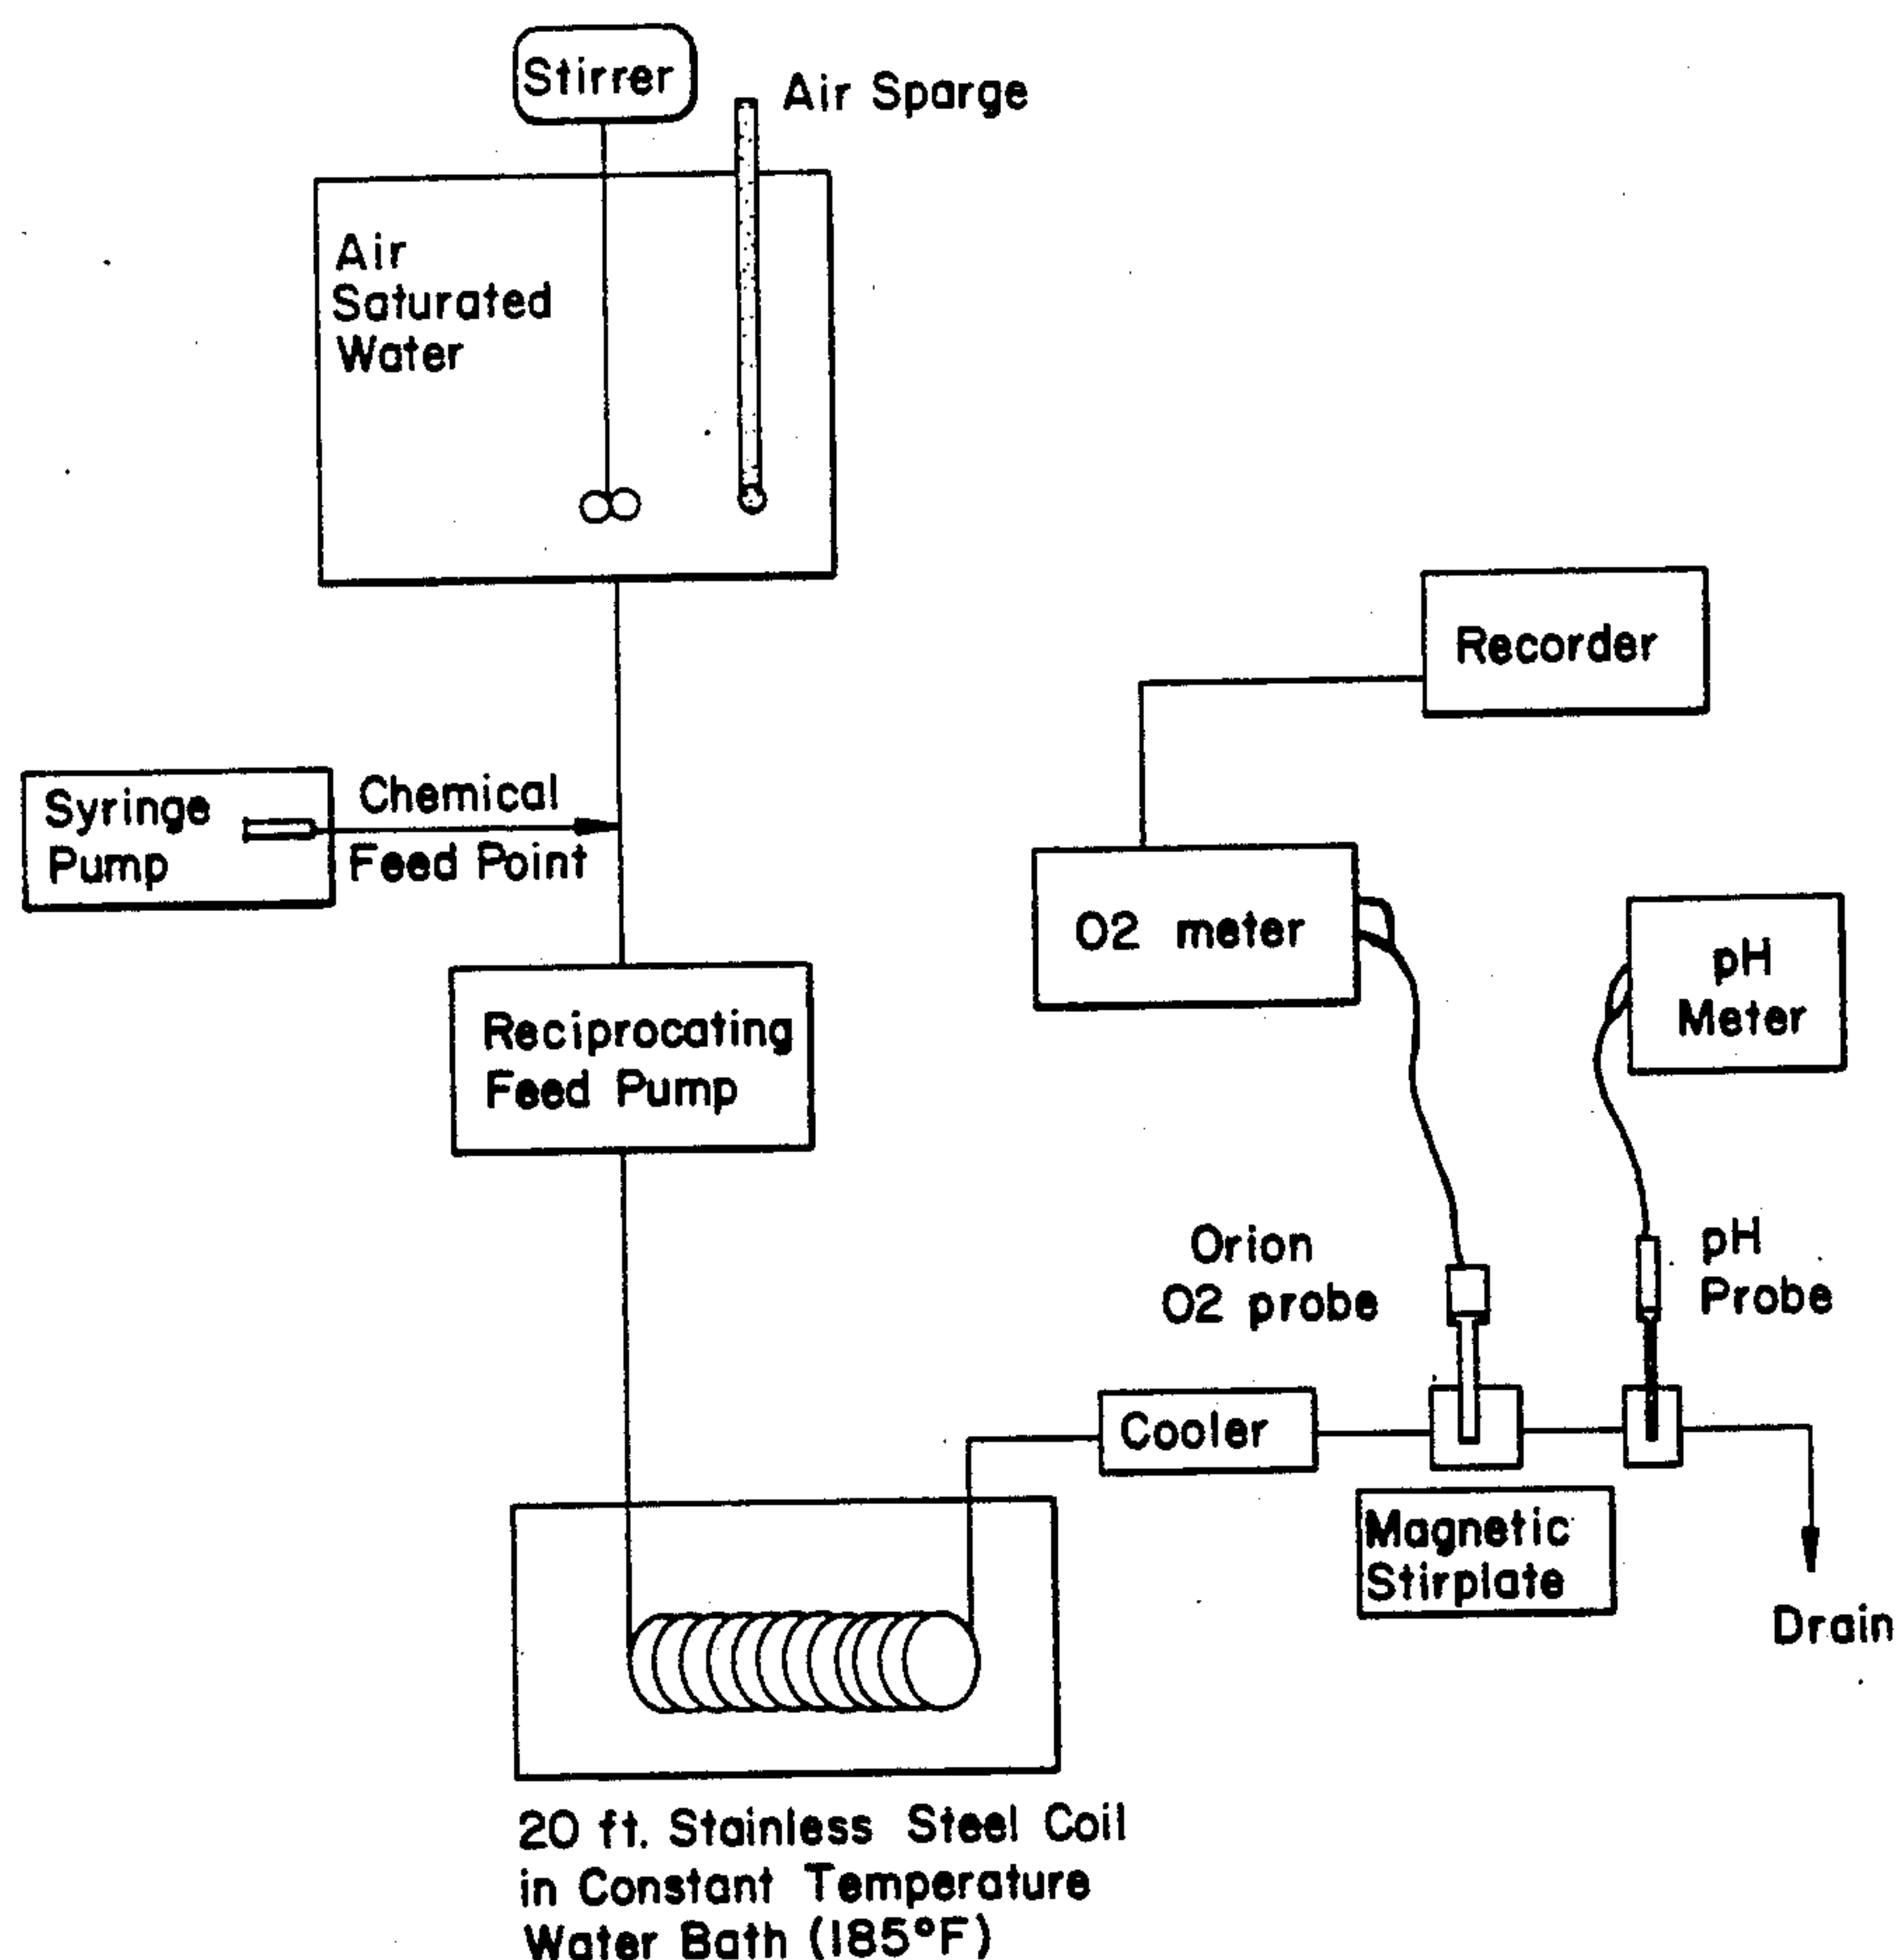 Stirrer
Air Sparge
Air
Saturated
Water
Recorder
Syringe
Pump
Chemical
Feed Point
O2 meter
pH
Meter
Reciprocating
Feed Pump
Orion
O2 probe
pH
Probe
Cooler
Magnetic
Stirplate
Drain
20 ft. Stainless Steel Coil
in Constant Temperature
Water Bath (185°F)